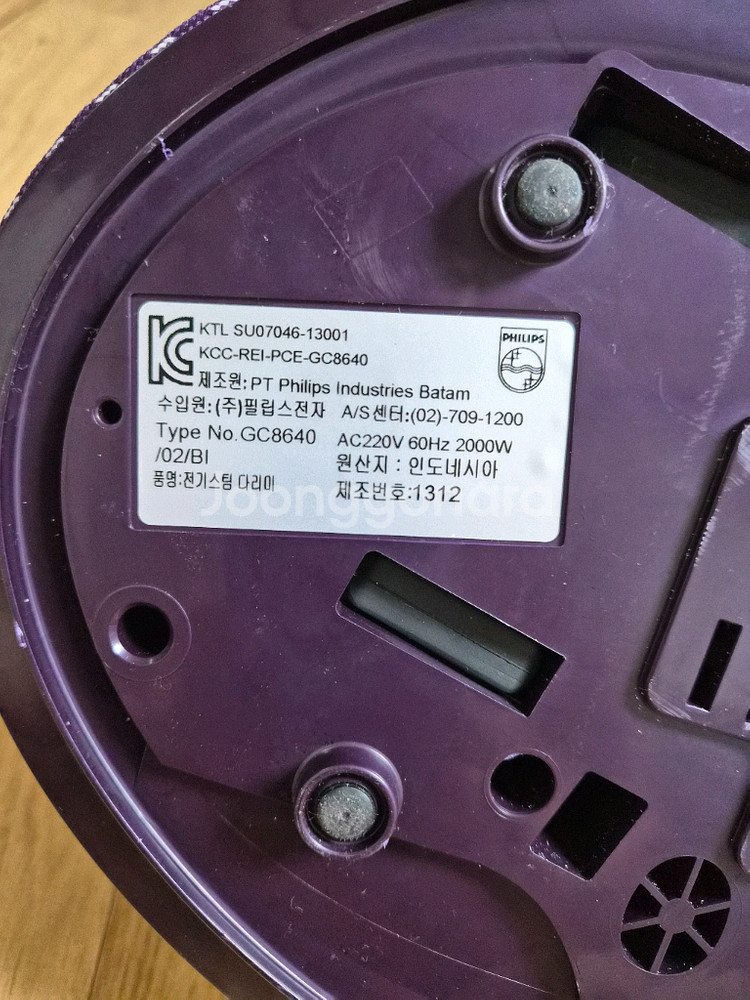 KC KTL SU07046-13001
KCC-REI-PCE-GC8640
PHILIPS
제조원:PT Philips Industries Batam
수입원:(주)필립스전자 A/S센터:(02)-709-1200
Type No.GC8640 AC220V 60Hz 2000W
/02/BI 원산지 : 인도네시아
품명:전기스팀 다리미 제조번호:1312
Joonggonara